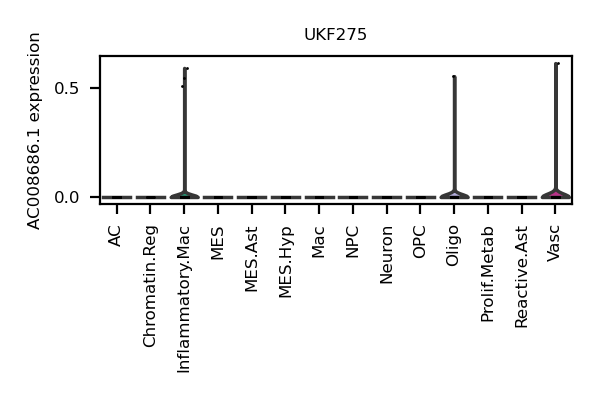 UKF275
AC008686.1 expression
0.5
0.0
AC
Chromatin.Reg
Inflammatory.Mac
MES
MES.Ast
MES.Hyp
Mac
NPC
Neuron
OPC
Oligo
Prolif.Metab
Reactive.Ast
Vasc